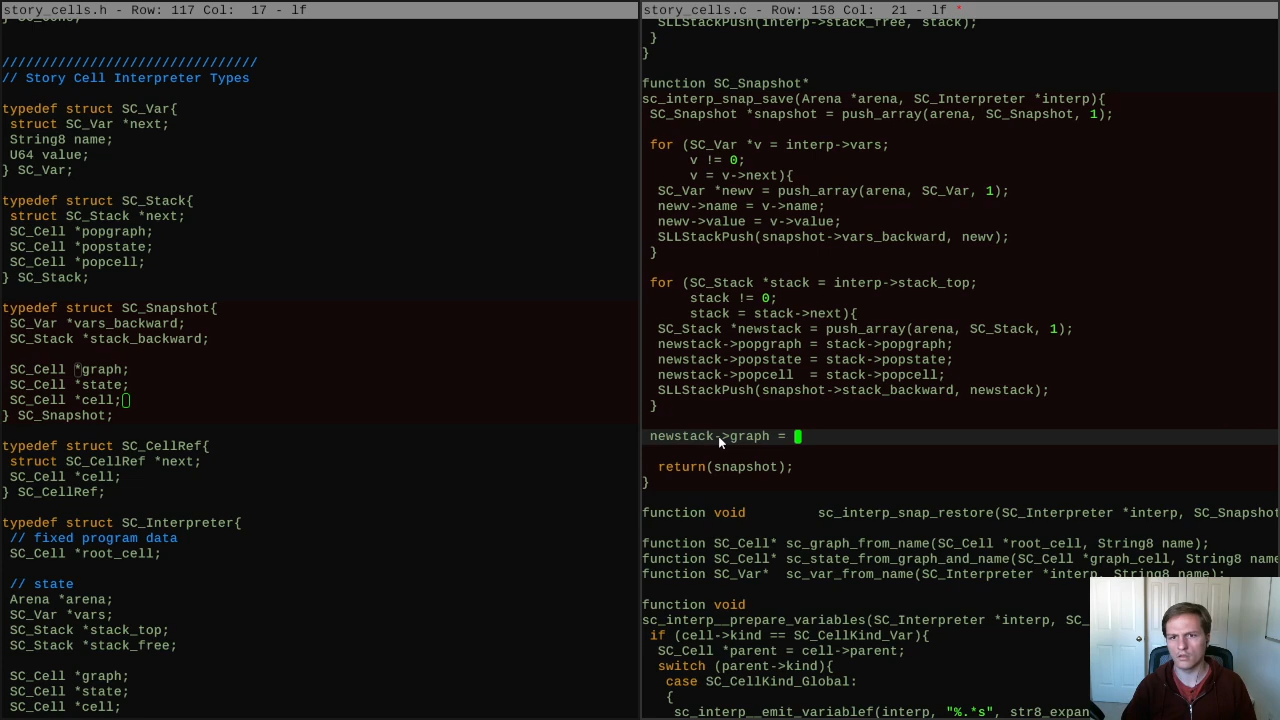 story_cells.h - Row: 117 Col:  17 - lf
} SC_Cons;
/////////////////////////////////
// Story Cell Interpreter Types
typedef struct SC_Var{
 struct SC_Var *next;
 String8 name;
 U64 value;
} SC_Var;
typedef struct SC_Stack{
 struct SC_Stack *next;
 SC_Cell *popgraph;
 SC_Cell *popstate;
 SC_Cell *popcell;
} SC_Stack;
typedef struct SC_Snapshot{
 SC_Var *vars_backward;
 SC_Stack *stack_backward;
 SC_Cell *graph;
 SC_Cell *state;
 SC_Cell *cell;
} SC_Snapshot;
typedef struct SC_CellRef{
 struct SC_CellRef *next;
 SC_Cell *cell;
} SC_CellRef;
typedef struct SC_Interpreter{
 // fixed program data
 SC_Cell *root_cell;
 // state
 Arena *arena;
 SC_Var *vars;
 SC_Stack *stack_top;
 SC_Stack *stack_free;
 SC_Cell *graph;
 SC_Cell *state;
 SC_Cell *cell;
story_cells.c - Row: 158 Col:  21 - lf *
  SLLStackPush(interp->stack_free, stack);
 }
}
function SC_Snapshot*
sc_interp_snap_save(Arena *arena, SC_Interpreter *interp){
 SC_Snapshot *snapshot = push_array(arena, SC_Snapshot, 1);
 for (SC_Var *v = interp->vars;
      v != 0;
      v = v->next){
  SC_Var *newv = push_array(arena, SC_Var, 1);
  newv->name = v->name;
  newv->value = v->value;
  SLLStackPush(snapshot->vars_backward, newv);
 }
 for (SC_Stack *stack = interp->stack_top;
      stack != 0;
      stack = stack->next){
  SC_Stack *newstack = push_array(arena, SC_Stack, 1);
  newstack->popgraph = stack->popgraph;
  newstack->popstate = stack->popstate;
  newstack->popcell  = stack->popcell;
  SLLStackPush(snapshot->stack_backward, newstack);
 }
 newstack->graph = 
  return(snapshot);
}
function void         sc_interp_snap_restore(SC_Interpreter *interp, SC_Snapshot
function SC_Cell* sc_graph_from_name(SC_Cell *root_cell, String8 name);
function SC_Cell* sc_state_from_graph_and_name(SC_Cell *graph_cell, String8 name
function SC_Var*  sc_var_from_name(SC_Interpreter *interp, String8 name);
function void
sc_interp__prepare_variables(SC_Interpreter *interp, SC_
 if (cell->kind == SC_CellKind_Var){
  SC_Cell *parent = cell->parent;
  switch (parent->kind){
   case SC_CellKind_Global:
   {
    sc_interp__emit_variablef(interp, "%.*s", str8_expan